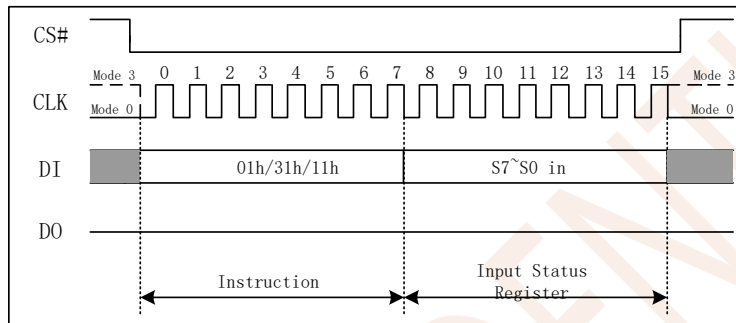 CS#
Mode 3 0 1 2 3 4 5 6 7 8 9 10 11 12 13 14 15 Mode 3
CLK
Mode 0 Mode 0
DI 01h/31h/11h S7~S0 in
DO
Instruction Input Status
Register